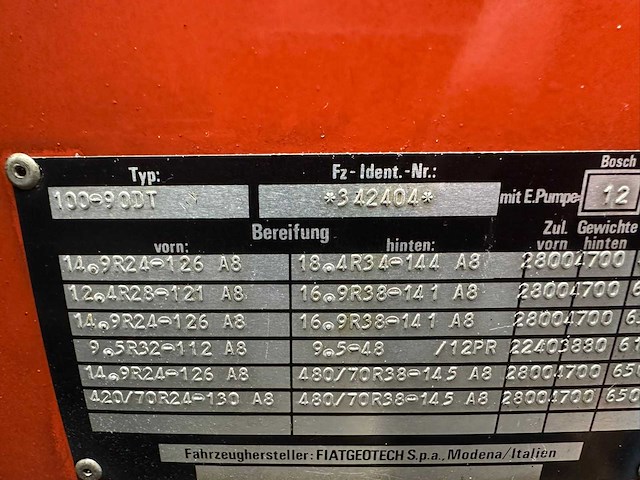 Bosch
Typ: Fz-Ident.-Nr.:
100-90DT *342404* mit E.Pumpe 12
Bereifung Zul. Gewichte
vorn: hinten: vorn hinten
14.9R24-126 A8 18.4R34-144 A8 2800 4700
12.4R28-121 A8 16.9R38-141 A8 2800 4700
14.9R24-126 A8 16.9R38-141 A8 2800 4700
9.5R32-112 A8 9.5-48 /12PR 2240 3880
14.9R24-126 A8 480/70R38-145 A8 2800 4700
420/70R24-130 A8 480/70R38-145 A8 2800 4700
Fahrzeughersteller: FIATGEOTECH S.p.a., Modena/Italien